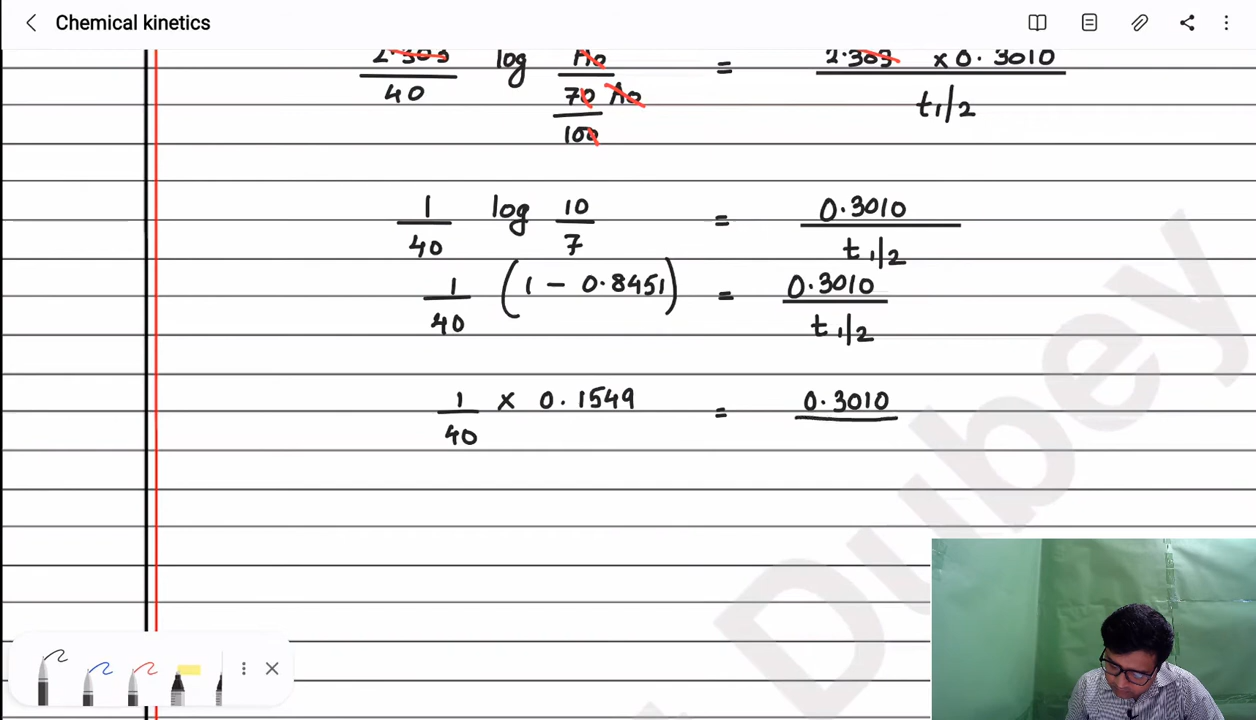 Chemical kinetics
2.303/40 log A0/(70/100 A0) = 2.303 × 0.3010/t1/2
1/40 log 10/7 = 0.3010/t1/2
1/40 (1 - 0.8451) = 0.3010/t1/2
1/40 × 0.1549 = 0.3010
Dubey